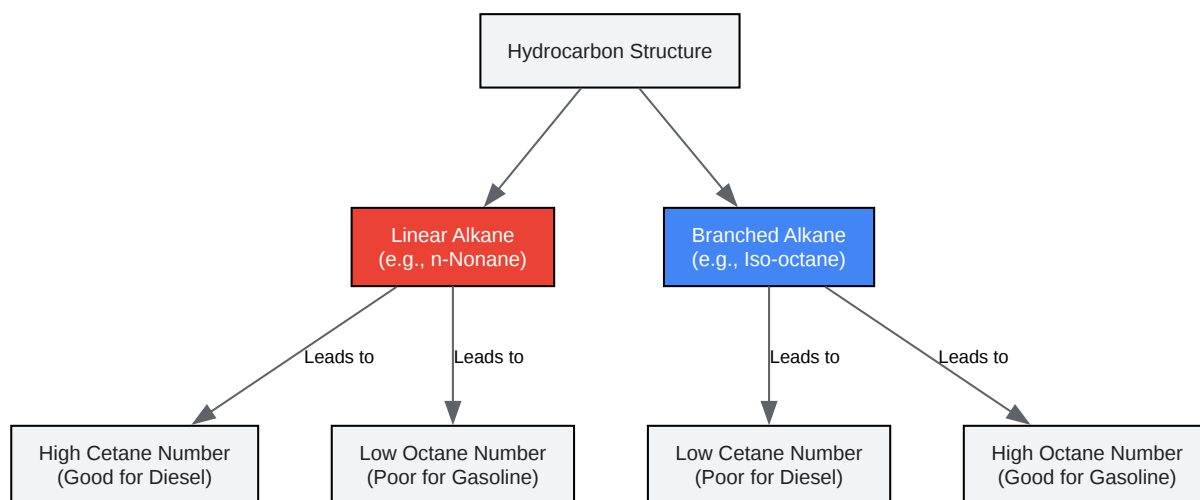 Hydrocarbon Structure
Linear Alkane
(e.g., n-Nonane)
Branched Alkane
(e.g., Iso-octane)
Leads to
Leads to
Leads to
Leads to
High Cetane Number
(Good for Diesel)
Low Octane Number
(Poor for Gasoline)
Low Cetane Number
(Poor for Diesel)
High Octane Number
(Good for Gasoline)